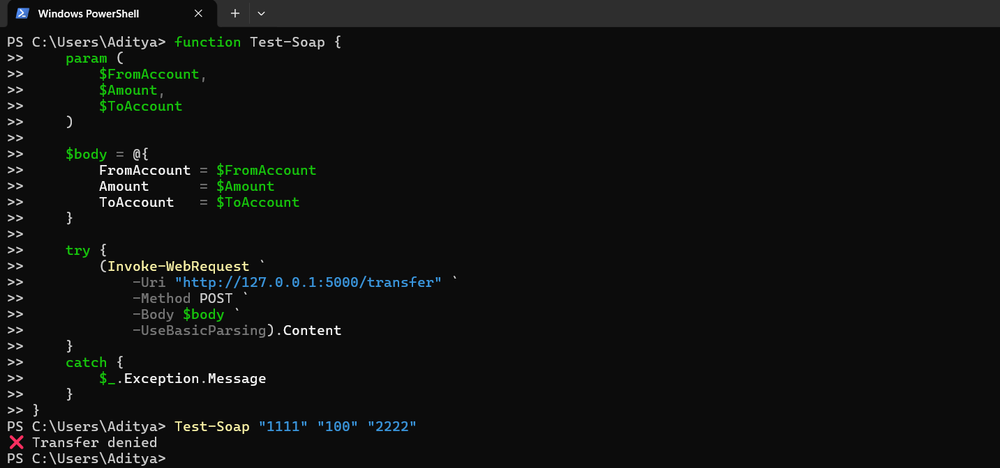 Windows PowerShell
PS C:\Users\Aditya> function Test-Soap {
>>     param (
>>         $FromAccount,
>>         $Amount,
>>         $ToAccount
>>     )
>>
>>     $body = @{
>>         FromAccount = $FromAccount
>>         Amount      = $Amount
>>         ToAccount   = $ToAccount
>>     }
>>
>>     try {
>>         (Invoke-WebRequest `
>>             -Uri "http://127.0.0.1:5000/transfer" `
>>             -Method POST `
>>             -Body $body `
>>             -UseBasicParsing).Content
>>     }
>>     catch {
>>         $_.Exception.Message
>>     }
>> }
PS C:\Users\Aditya> Test-Soap "1111" "100" "2222"
❌ Transfer denied
PS C:\Users\Aditya>